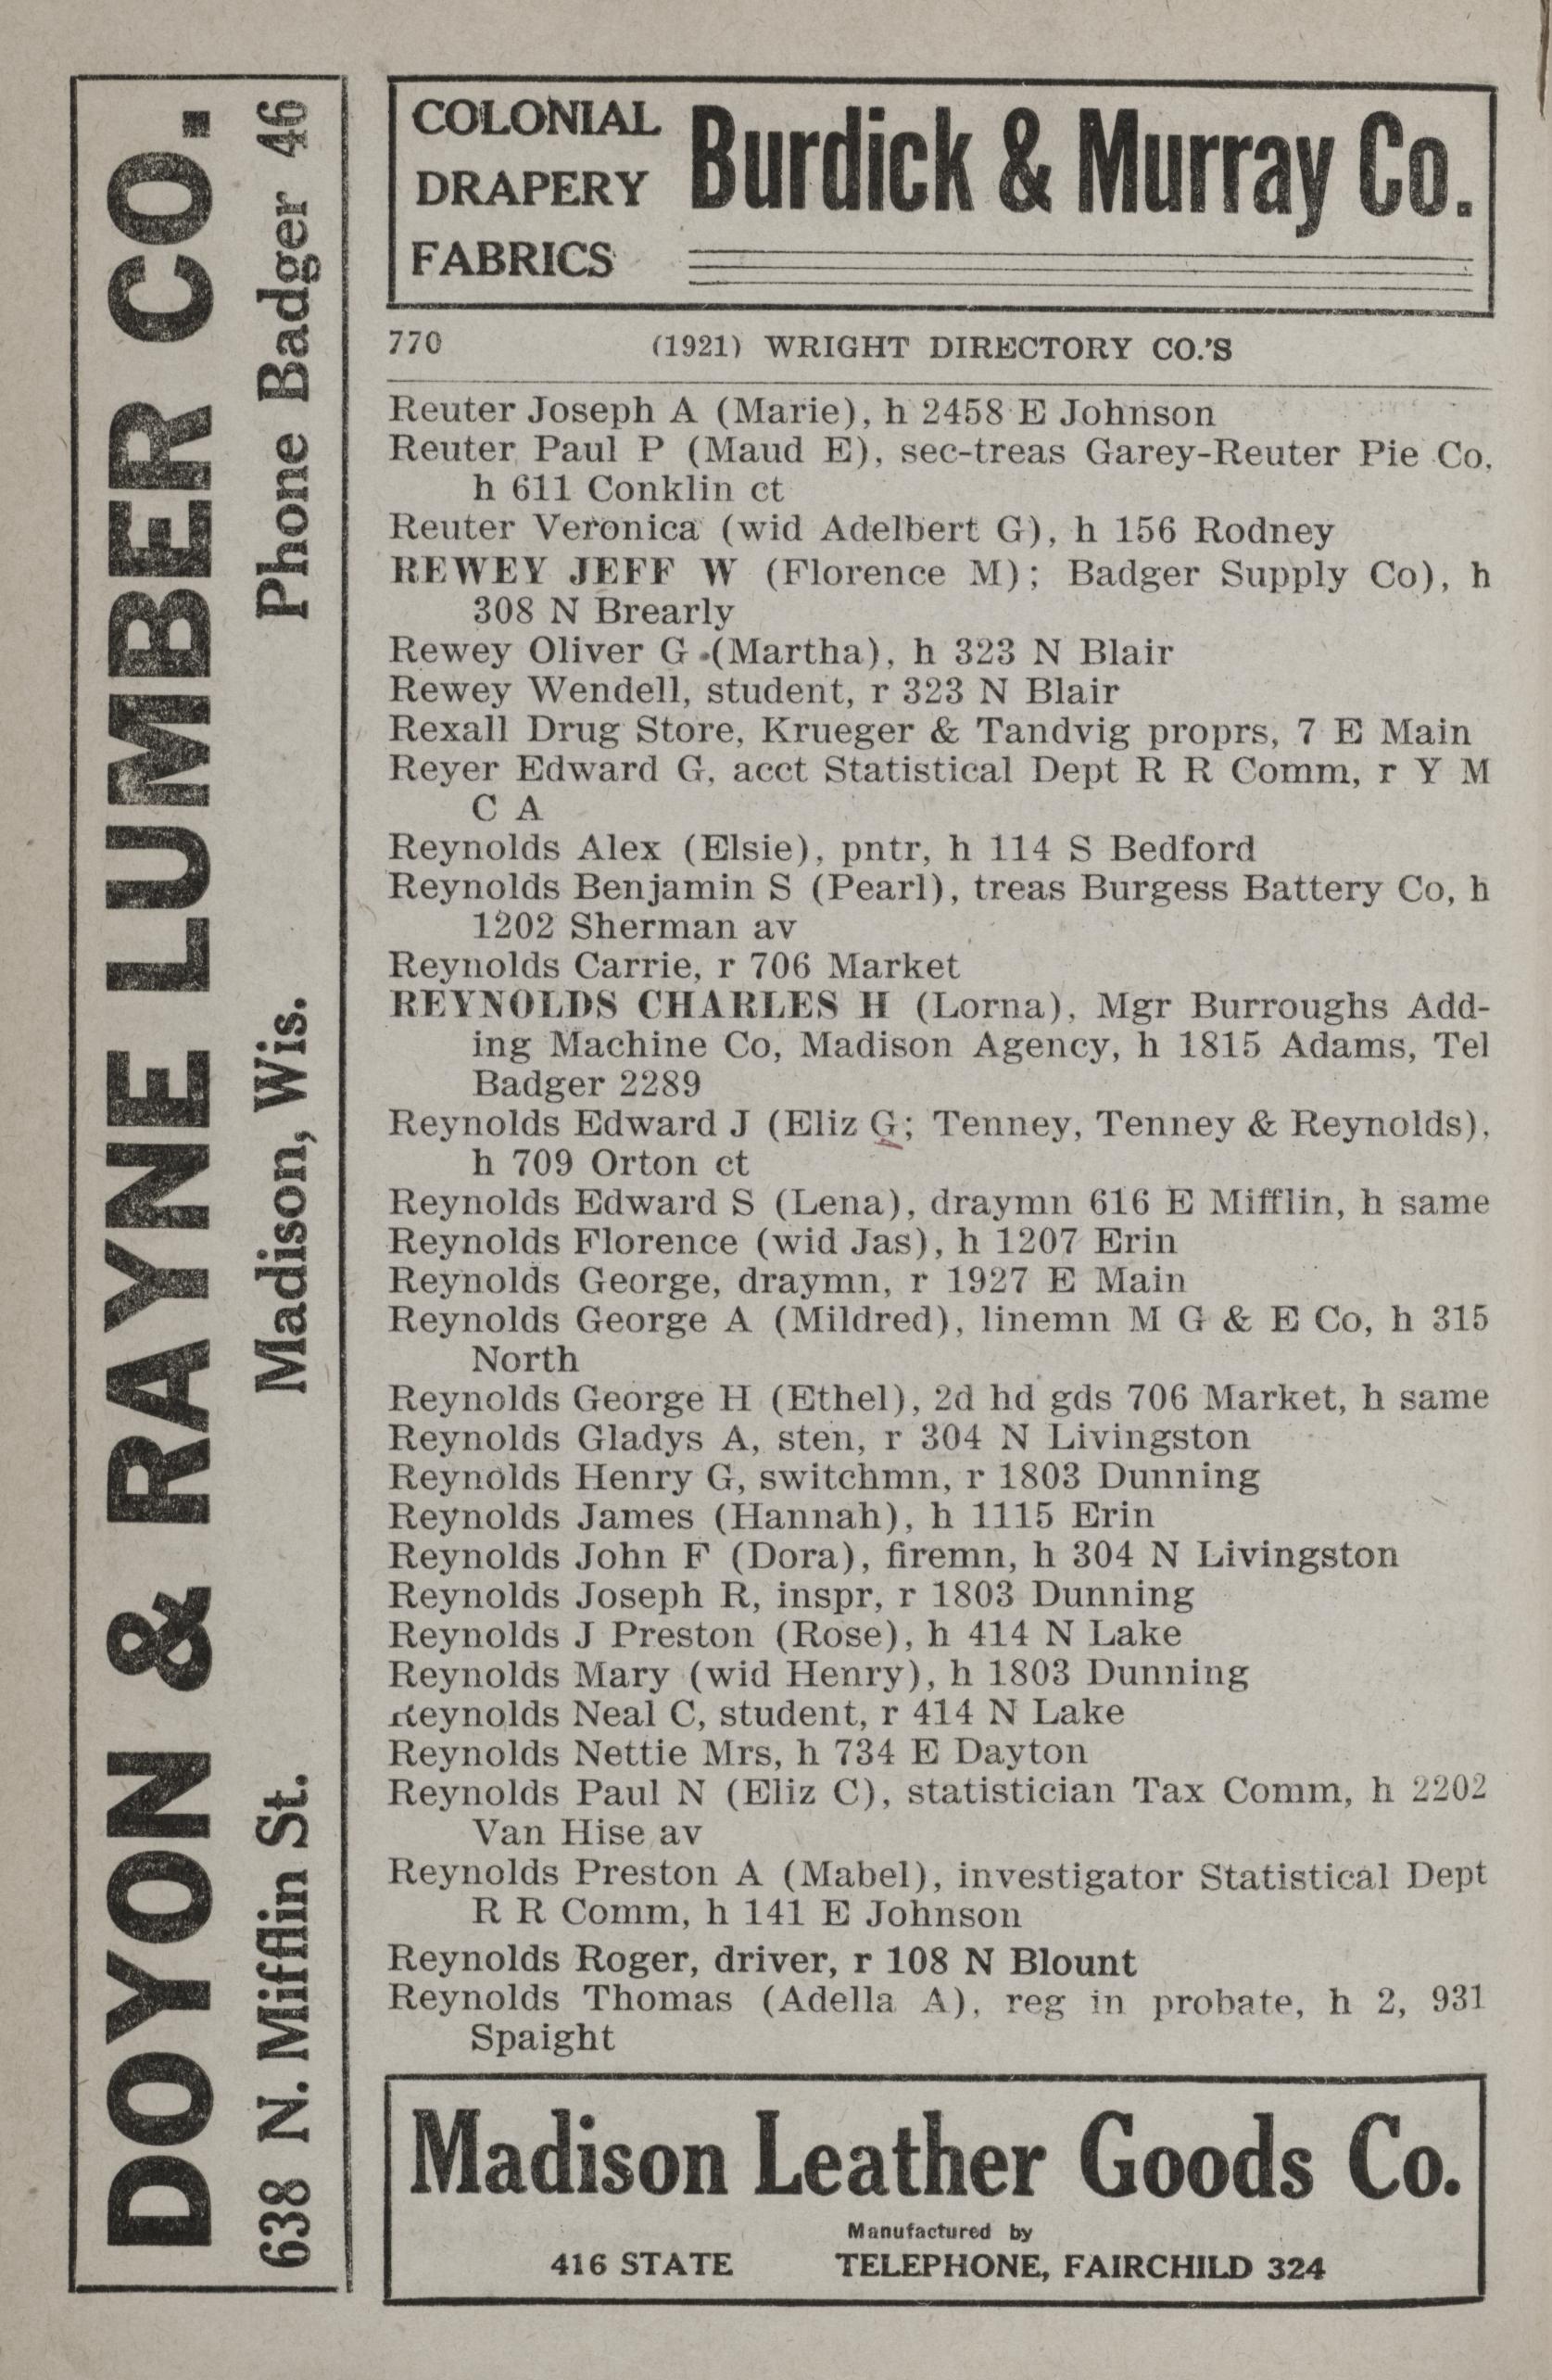 DOYON & RAYNE LUMBER CO.
638 N. Mifflin St. Madison, Wis. Phone Badger 46
COLONIAL
DRAPERY
FABRICS
Burdick & Murray Co.
770 (1921) WRIGHT DIRECTORY CO.'S
Reuter Joseph A (Marie), h 2458 E Johnson
Reuter Paul P (Maud E), sec-treas Garey-Reuter Pie Co,
h 611 Conklin ct
Reuter Veronica (wid Adelbert G), h 156 Rodney
REWEY JEFF W (Florence M); Badger Supply Co), h
308 N Brearly
Rewey Oliver G (Martha), h 323 N Blair
Rewey Wendell, student, r 323 N Blair
Rexall Drug Store, Krueger & Tandvig proprs, 7 E Main
Reyer Edward G, acct Statistical Dept R R Comm, r Y M
C A
Reynolds Alex (Elsie), pntr, h 114 S Bedford
Reynolds Benjamin S (Pearl), treas Burgess Battery Co, h
1202 Sherman av
Reynolds Carrie, r 706 Market
REYNOLDS CHARLES H (Lorna), Mgr Burroughs Add-
ing Machine Co, Madison Agency, h 1815 Adams, Tel
Badger 2289
Reynolds Edward J (Eliz G; Tenney, Tenney & Reynolds),
h 709 Orton ct
Reynolds Edward S (Lena), draymn 616 E Mifflin, h same
Reynolds Florence (wid Jas), h 1207 Erin
Reynolds George, draymn, r 1927 E Main
Reynolds George A (Mildred), linemn M G & E Co, h 315
North
Reynolds George H (Ethel), 2d hd gds 706 Market, h same
Reynolds Gladys A, sten, r 304 N Livingston
Reynolds Henry G, switchmn, r 1803 Dunning
Reynolds James (Hannah), h 1115 Erin
Reynolds John F (Dora), firemn, h 304 N Livingston
Reynolds Joseph R, inspr, r 1803 Dunning
Reynolds J Preston (Rose), h 414 N Lake
Reynolds Mary (wid Henry), h 1803 Dunning
Reynolds Neal C, student, r 414 N Lake
Reynolds Nettie Mrs, h 734 E Dayton
Reynolds Paul N (Eliz C), statistician Tax Comm, h 2202
Van Hise av
Reynolds Preston A (Mabel), investigator Statistical Dept
R R Comm, h 141 E Johnson
Reynolds Roger, driver, r 108 N Blount
Reynolds Thomas (Adella A), reg in probate, h 2, 931
Spaight
Madison Leather Goods Co.
Manufactured by
416 STATE TELEPHONE, FAIRCHILD 324